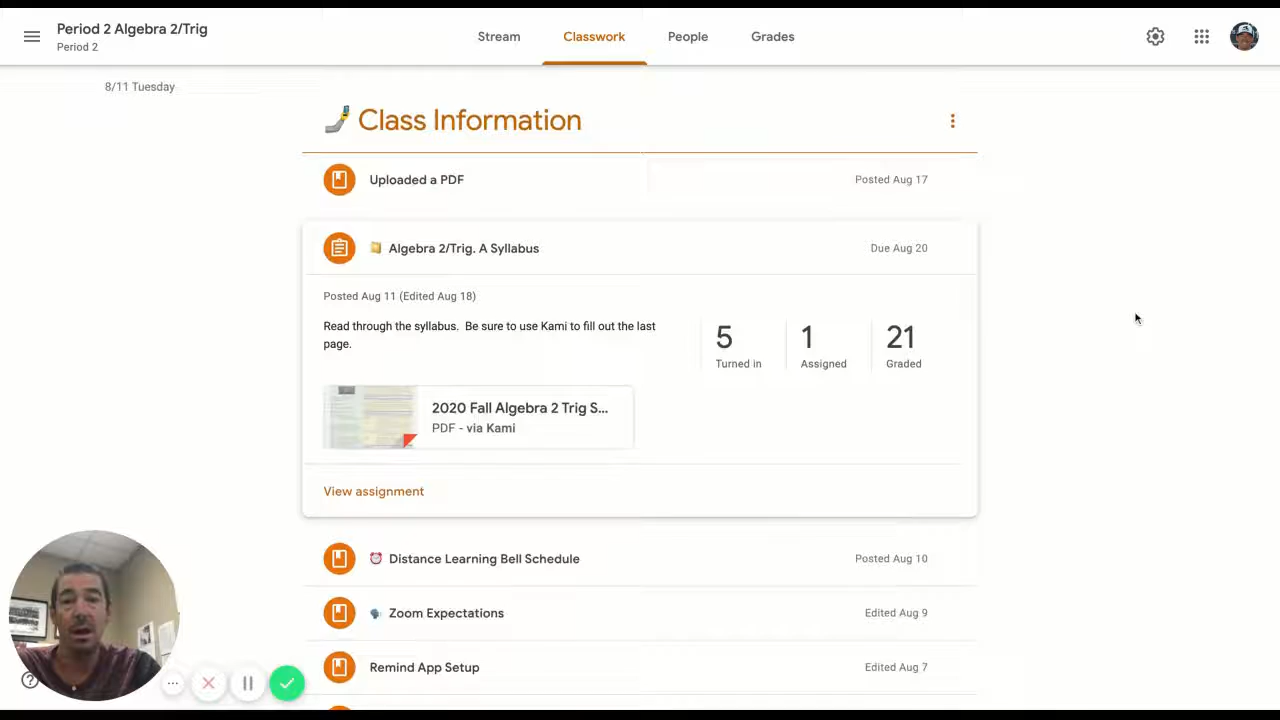 Period 2 Algebra 2/Trig
Period 2
Stream
Classwork
People
Grades
8/11 Tuesday
Class Information
Uploaded a PDF
Posted Aug 17
Algebra 2/Trig. A Syllabus
Due Aug 20
Posted Aug 11 (Edited Aug 18)
Read through the syllabus.  Be sure to use Kami to fill out the last
page.
5
Turned in
1
Assigned
21
Graded
2020 Fall Algebra 2 Trig S...
PDF - via Kami
View assignment
Distance Learning Bell Schedule
Posted Aug 10
Zoom Expectations
Edited Aug 9
Remind App Setup
Edited Aug 7